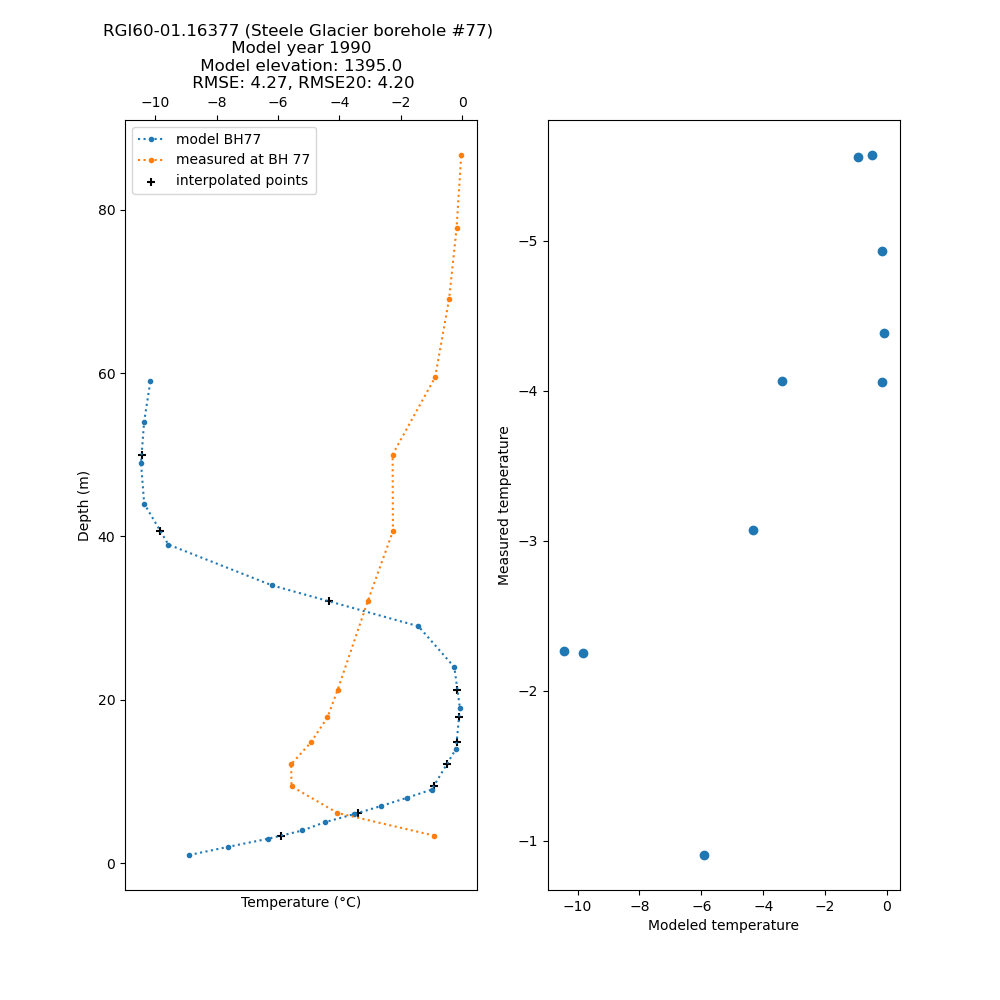 RGI60-01.16377 (Steele Glacier borehole #77)
Model year 1990
Model elevation: 1395.0
RMSE: 4.27, RMSE20: 4.20
−10 −8 −6 −4 −2 0
model BH77
measured at BH 77
interpolated points
80
60
40
20
0
Depth (m)
Temperature (°C)
−5
−4
−3
−2
−1
Measured temperature
−10 −8 −6 −4 −2 0
Modeled temperature